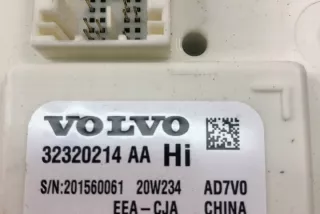 VOLVO
32320214 AA Hi
S/N:201560061 20W234 AD7V0
EEA-CJA CHINA